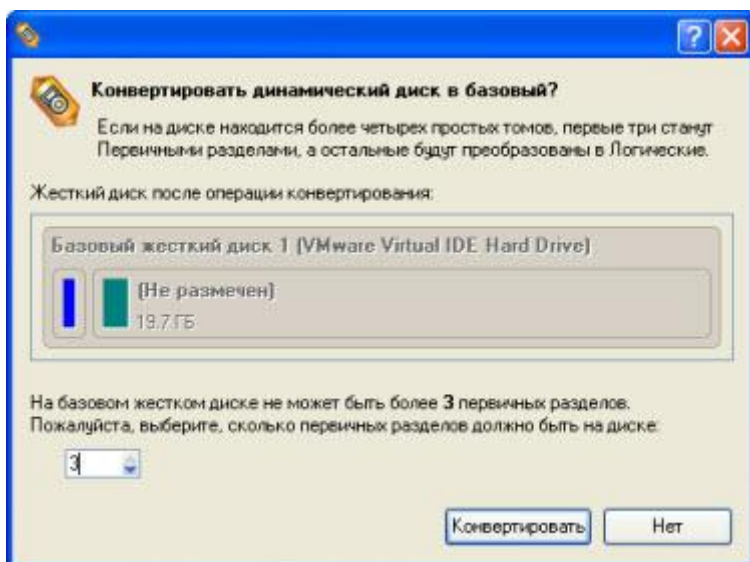 ?
Конвертировать динамический диск в базовый?
Если на диске находится более четырех простых томов, первые три станут
Первичными разделами, а остальные будут преобразованы в Логические.
Жесткий диск после операции конвертирования:
Базовый жесткий диск 1 (VMware Virtual IDE Hard Drive)
(Не размечен)
19.7 ГБ
На базовом жестком диске не может быть более 3 первичных разделов.
Пожалуйста, выберите, сколько первичных разделов должно быть на диске:
3
Конвертировать
Нет